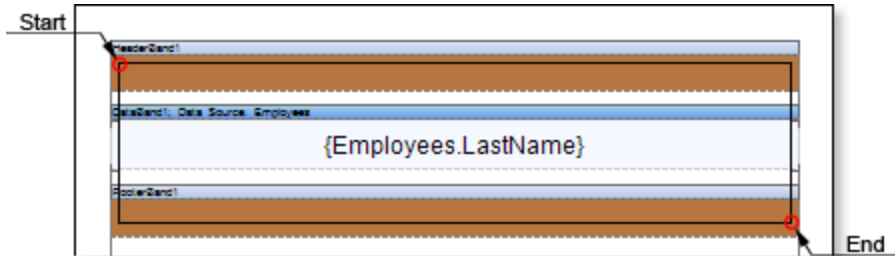 Start
HeaderBand1
DataBand1; Data Source: Employees
{Employees.LastName}
FooterBand1
End